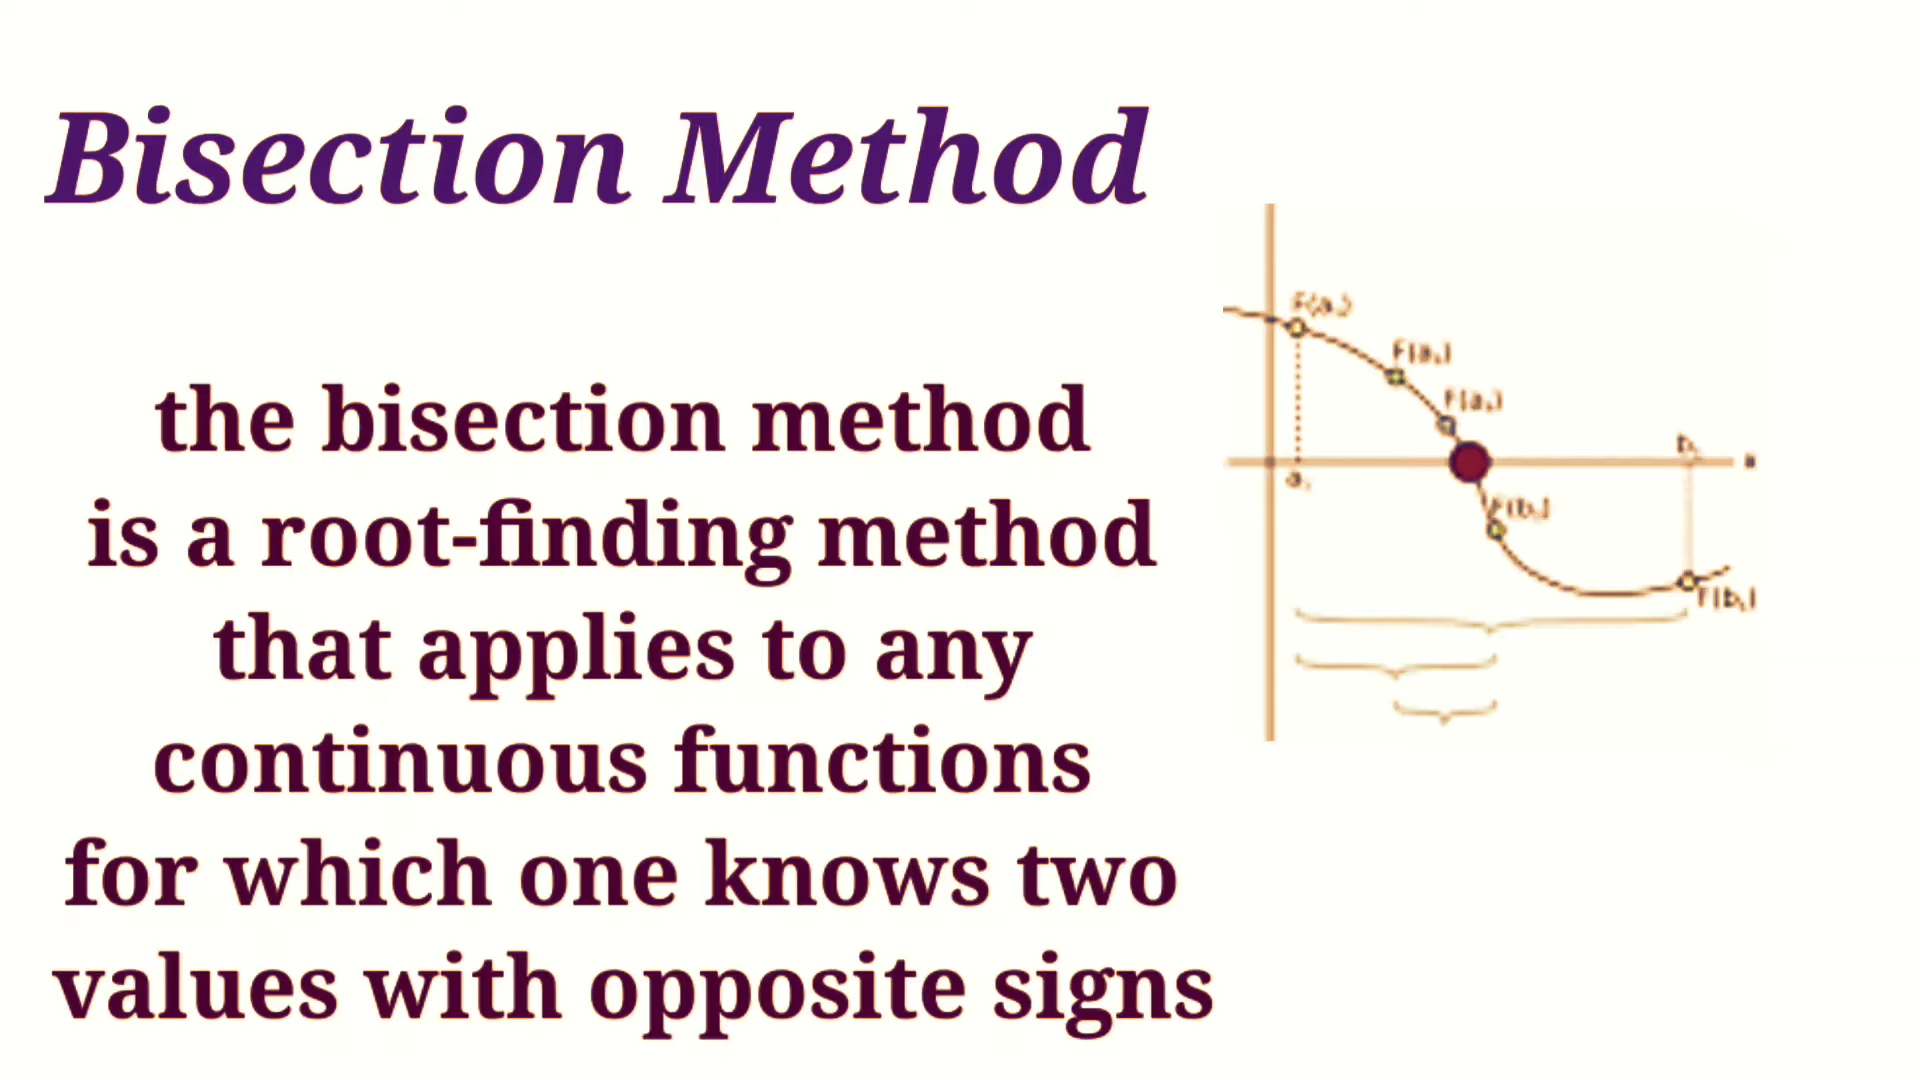 Bisection Method
the bisection method
is a root-finding method
that applies to any
continuous functions
for which one knows two
values with opposite signs